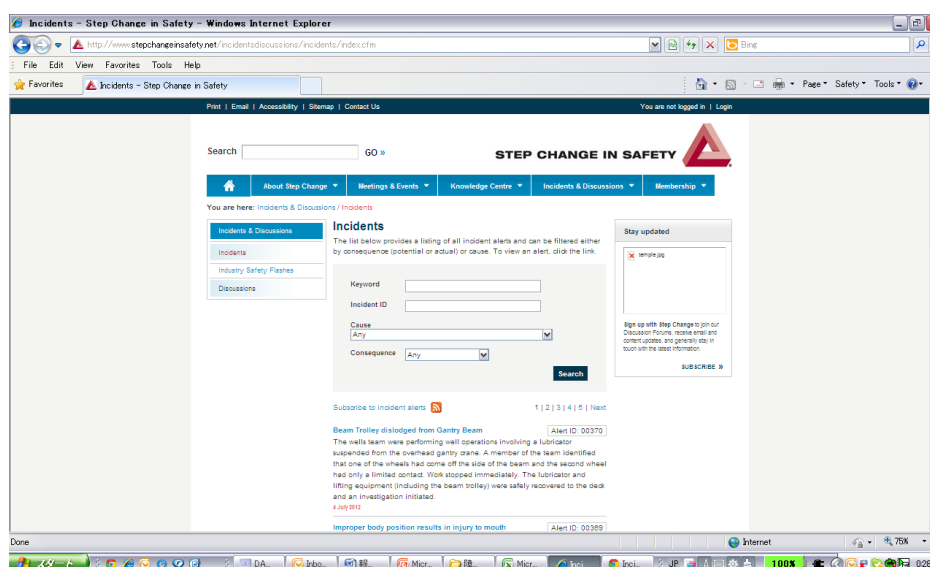 Incidents - Step Change in Safety - Windows Internet Explorer
http://www.stepchangeinsafety.net/incidentsdiscussions/incidents/index.cfm
Bing
File Edit View Favorites Tools Help
Favorites
Incidents - Step Change in Safety
Page Safety Tools
Print | Email | Accessibility | Sitemap | Contact Us
You are not logged in | Login
Search
GO »
STEP CHANGE IN SAFETY
About Step Change
Meetings & Events
Knowledge Centre
Incidents & Discussions
Membership
You are here: Incidents & Discussions / Incidents
Incidents & Discussions
Incidents
Industry Safety Flashes
Discussions
Incidents
The list below provides a listing of all incident alerts and can be filtered either
by consequence (potential or actual) or cause. To view an alert, click the link.
Keyword
Incident ID
Cause
Any
Consequence
Any
Search
Stay updated
temple.jpg
Sign up with Step Change to join our
Discussion Forums, receive email and
content updates, and generally stay in
touch with the latest information.
SUBSCRIBE »
Subscribe to incident alerts
1 | 2 | 3 | 4 | 5 | Next
Beam Trolley dislodged from Gantry Beam
Alert ID: 00370
The wells team were performing well operations involving a lubricator
suspended from the overhead gantry crane. A member of the team identified
that one of the wheels had come off the side of the beam and the second wheel
had only a limited contact. Work stopped immediately. The lubricator and
lifting equipment (including the beam trolley) were safely recovered to the deck
and an investigation initiated.
4 July 2012
Improper body position results in injury to mouth
Alert ID: 00369
Done
Internet
75%
スタート
DA...
Inbo...
Micr...
Micr...
Inci...
Inci...
JP
100%